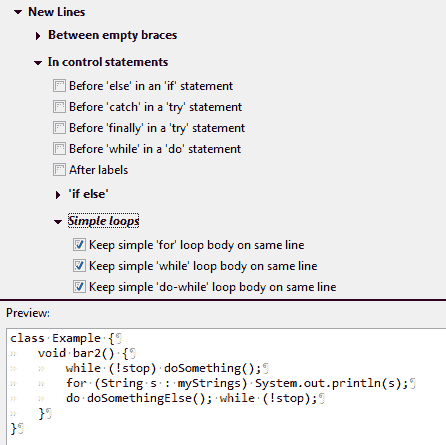 New Lines
Between empty braces
In control statements
Before 'else' in an 'if' statement
Before 'catch' in a 'try' statement
Before 'finally' in a 'try' statement
Before 'while' in a 'do' statement
After labels
'if else'
Simple loops
Keep simple 'for' loop body on same line
Keep simple 'while' loop body on same line
Keep simple 'do-while' loop body on same line
Preview:
class·Example·{¶
»   void·bar2()·{¶
»   »   while·(!stop)·doSomething();¶
»   »   for·(String·s·:·myStrings)·System.out.println(s);¶
»   »   do·doSomethingElse();·while·(!stop);¶
»   }¶
}¶